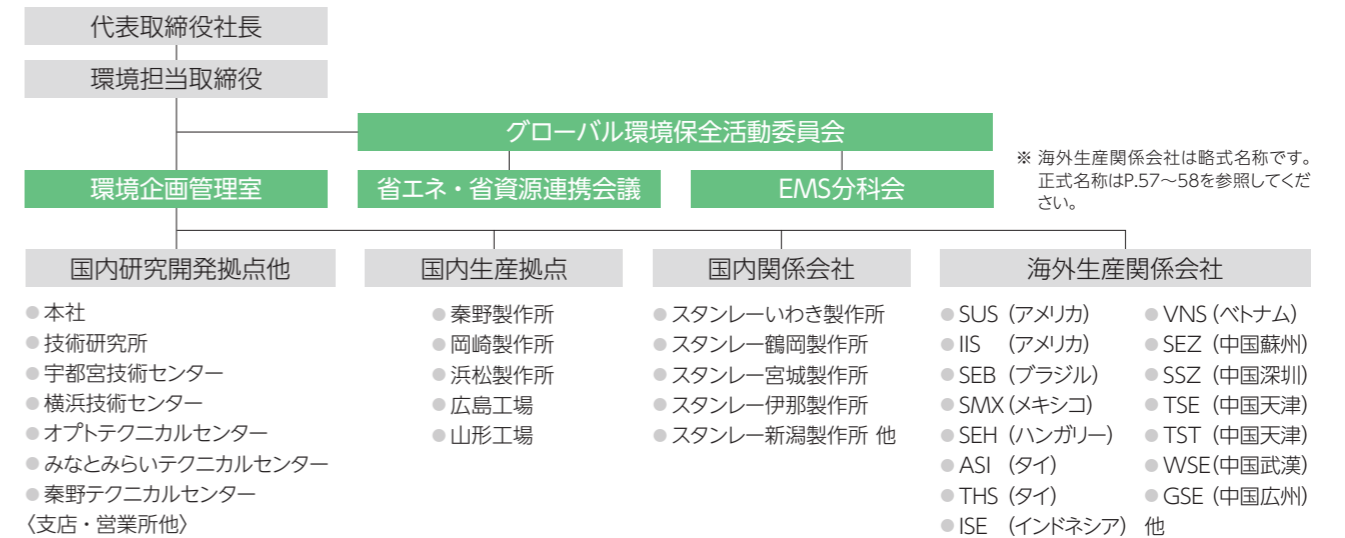 代表取締役社長
環境担当取締役
グローバル環境保全活動委員会
※ 海外生産関係会社は略式名称です。
正式名称はP.57～58を参照してくだ
さい。
環境企画管理室
省エネ・省資源連携会議
EMS分科会
国内研究開発拠点他
●本社
●技術研究所
●宇都宮技術センター
●横浜技術センター
●オプトテクニカルセンター
●みなとみらいテクニカルセンター
●秦野テクニカルセンター
〈支店・営業所他〉
国内生産拠点
●秦野製作所
●岡崎製作所
●浜松製作所
●広島工場
●山形工場
国内関係会社
●スタンレーいわき製作所
●スタンレー鶴岡製作所
●スタンレー宮城製作所
●スタンレー伊那製作所
●スタンレー新潟製作所 他
海外生産関係会社
●SUS (アメリカ)
●IIS (アメリカ)
●SEB (ブラジル)
●SMX (メキシコ)
●SEH (ハンガリー)
●ASI (タイ)
●THS (タイ)
●ISE (インドネシア) 他
●VNS (ベトナム)
●SEZ (中国蘇州)
●SSZ (中国深圳)
●TSE (中国天津)
●TST (中国天津)
●WSE (中国武漢)
●GSE (中国広州)